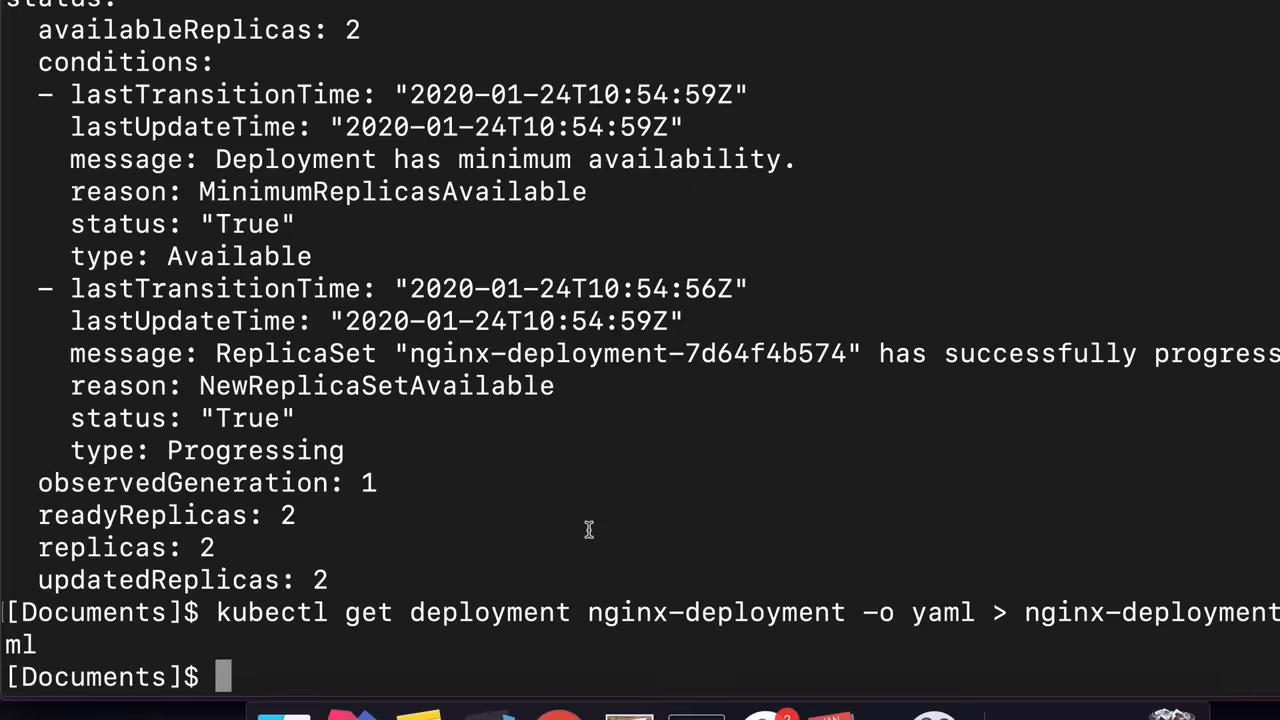 status:
availableReplicas: 2
conditions:
- lastTransitionTime: "2020-01-24T10:54:59Z"
lastUpdateTime: "2020-01-24T10:54:59Z"
message: Deployment has minimum availability.
reason: MinimumReplicasAvailable
status: "True"
type: Available
- lastTransitionTime: "2020-01-24T10:54:56Z"
lastUpdateTime: "2020-01-24T10:54:59Z"
message: ReplicaSet "nginx-deployment-7d64f4b574" has successfully progress
reason: NewReplicaSetAvailable
status: "True"
type: Progressing
observedGeneration: 1
readyReplicas: 2
replicas: 2
updatedReplicas: 2
[[Documents]$ kubectl get deployment nginx-deployment -o yaml > nginx-deployment
ml
[Documents]$
2
JAN